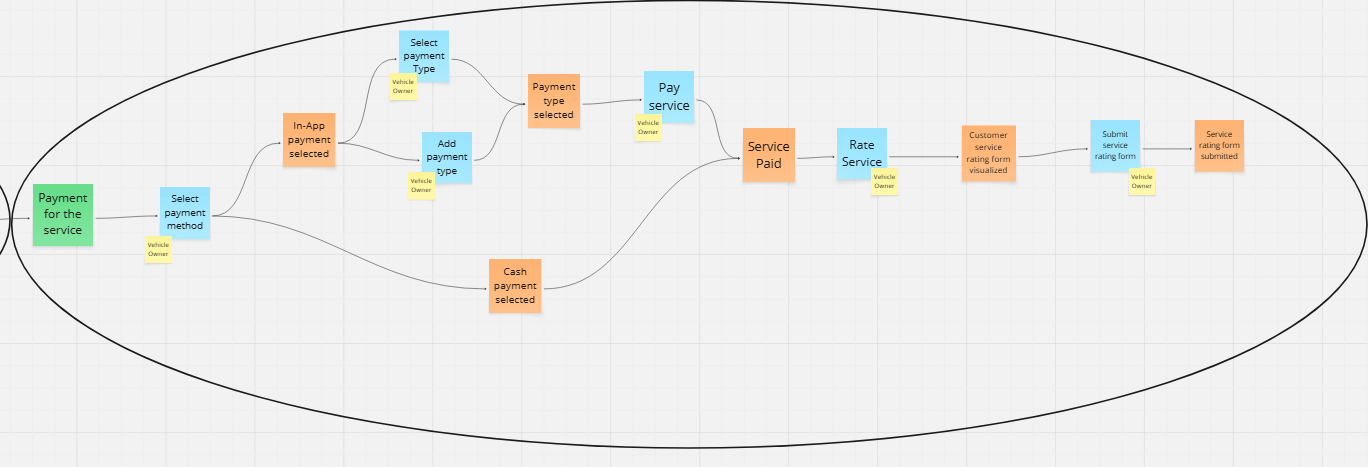 Payment
for the
service
Select
payment
method
Vehicle
Owner
In-App
payment
selected
Select
payment
Type
Vehicle
Owner
Add
payment
type
Vehicle
Owner
Payment
type
selected
Cash
payment
selected
Pay
service
Vehicle
Owner
Service
Paid
Rate
Service
Vehicle
Owner
Customer
service
rating form
visualized
Submit
service
rating form
Vehicle
Owner
Service
rating form
submitted